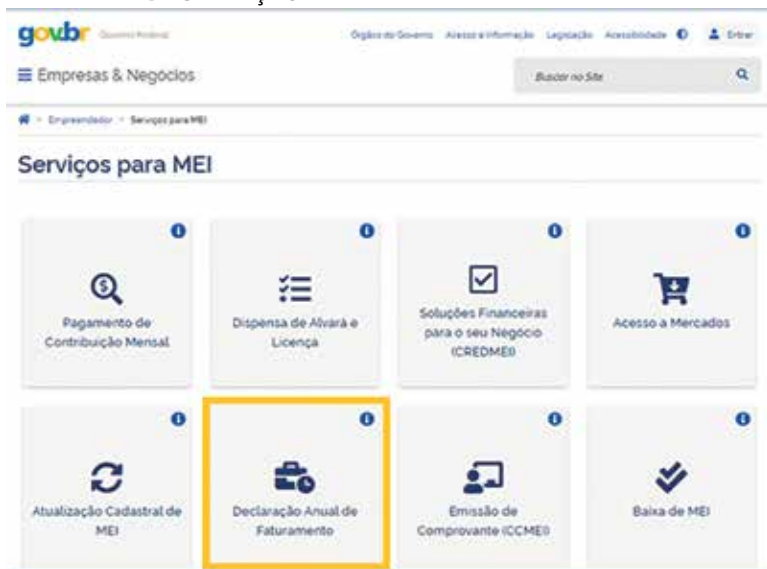 gov.br Governo Federal
Órgãos do Governo Acesso à Informação Legislação Acessibilidade Entrar
Empresas & Negócios
Buscar no Site
Empreendedor > Serviços para MEI
Serviços para MEI
Pagamento de
Contribuição Mensal
Dispensa de Alvará e
Licença
Soluções Financeiras
para o seu Negócio
(CREDMEI)
Acesso a Mercados
Atualização Cadastral de
MEI
Declaração Anual de
Faturamento
Emissão de
Comprovante (CCMEI)
Baixa de MEI